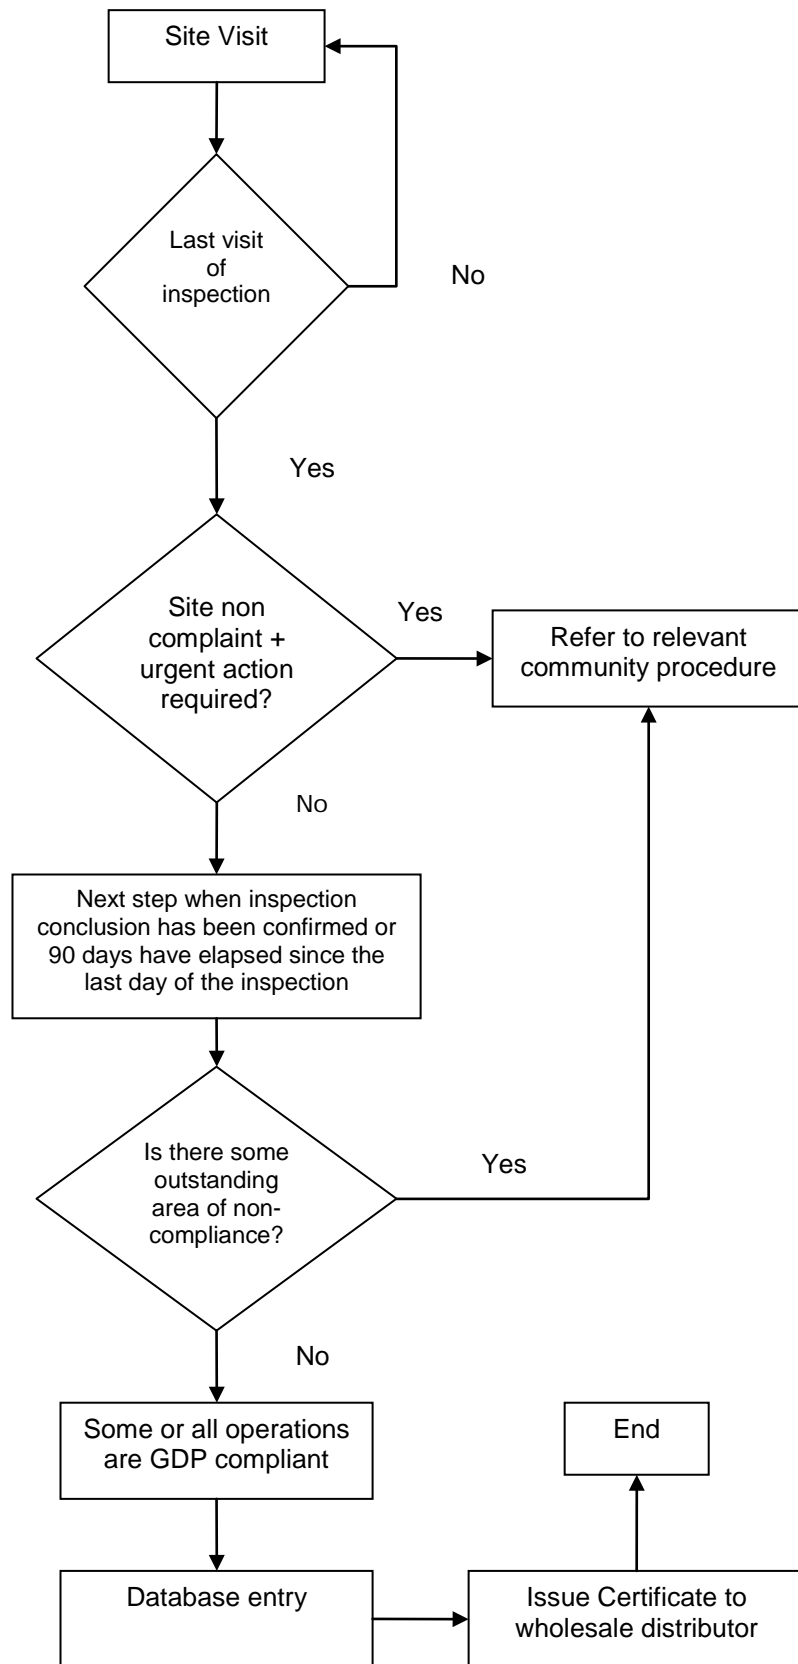 Site Visit
Last visit
of
inspection
No
Yes
Site non
complaint +
urgent action
required?
Yes
Refer to relevant
community procedure
No
Next step when inspection
conclusion has been confirmed or
90 days have elapsed since the
last day of the inspection
Is there some
outstanding
area of non-
compliance?
Yes
No
Some or all operations
are GDP compliant
End
Database entry
Issue Certificate to
wholesale distributor